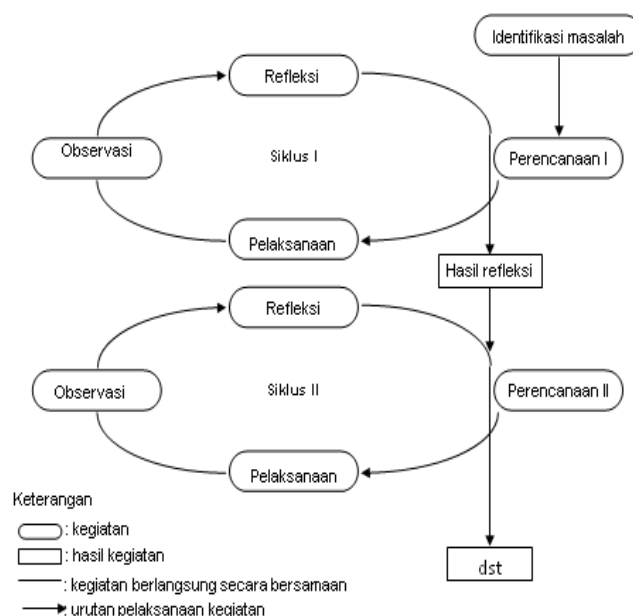 Identifikasi masalah
Refleksi
Observasi
Siklus I
Perencanaan I
Pelaksanaan
Hasil refleksi
Refleksi
Observasi
Siklus II
Perencanaan II
Pelaksanaan
Keterangan
: kegiatan
: hasil kegiatan
: kegiatan berlangsung secara bersamaan
: urutan pelaksanaan kegiatan
dst